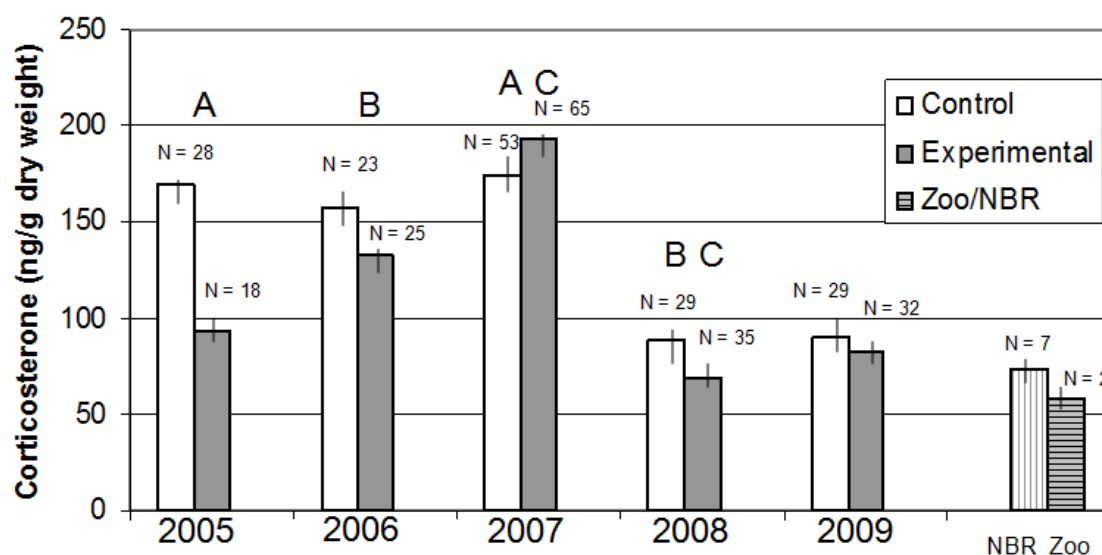 Corticosterone (ng/g dry weight)
250
200
150
100
50
0
A
B
A C
B C
N = 28
N = 18
N = 23
N = 25
N = 53
N = 65
N = 29
N = 35
N = 29
N = 32
N = 7
N = 2
Control
Experimental
Zoo/NBR
2005
2006
2007
2008
2009
NBR Zoo